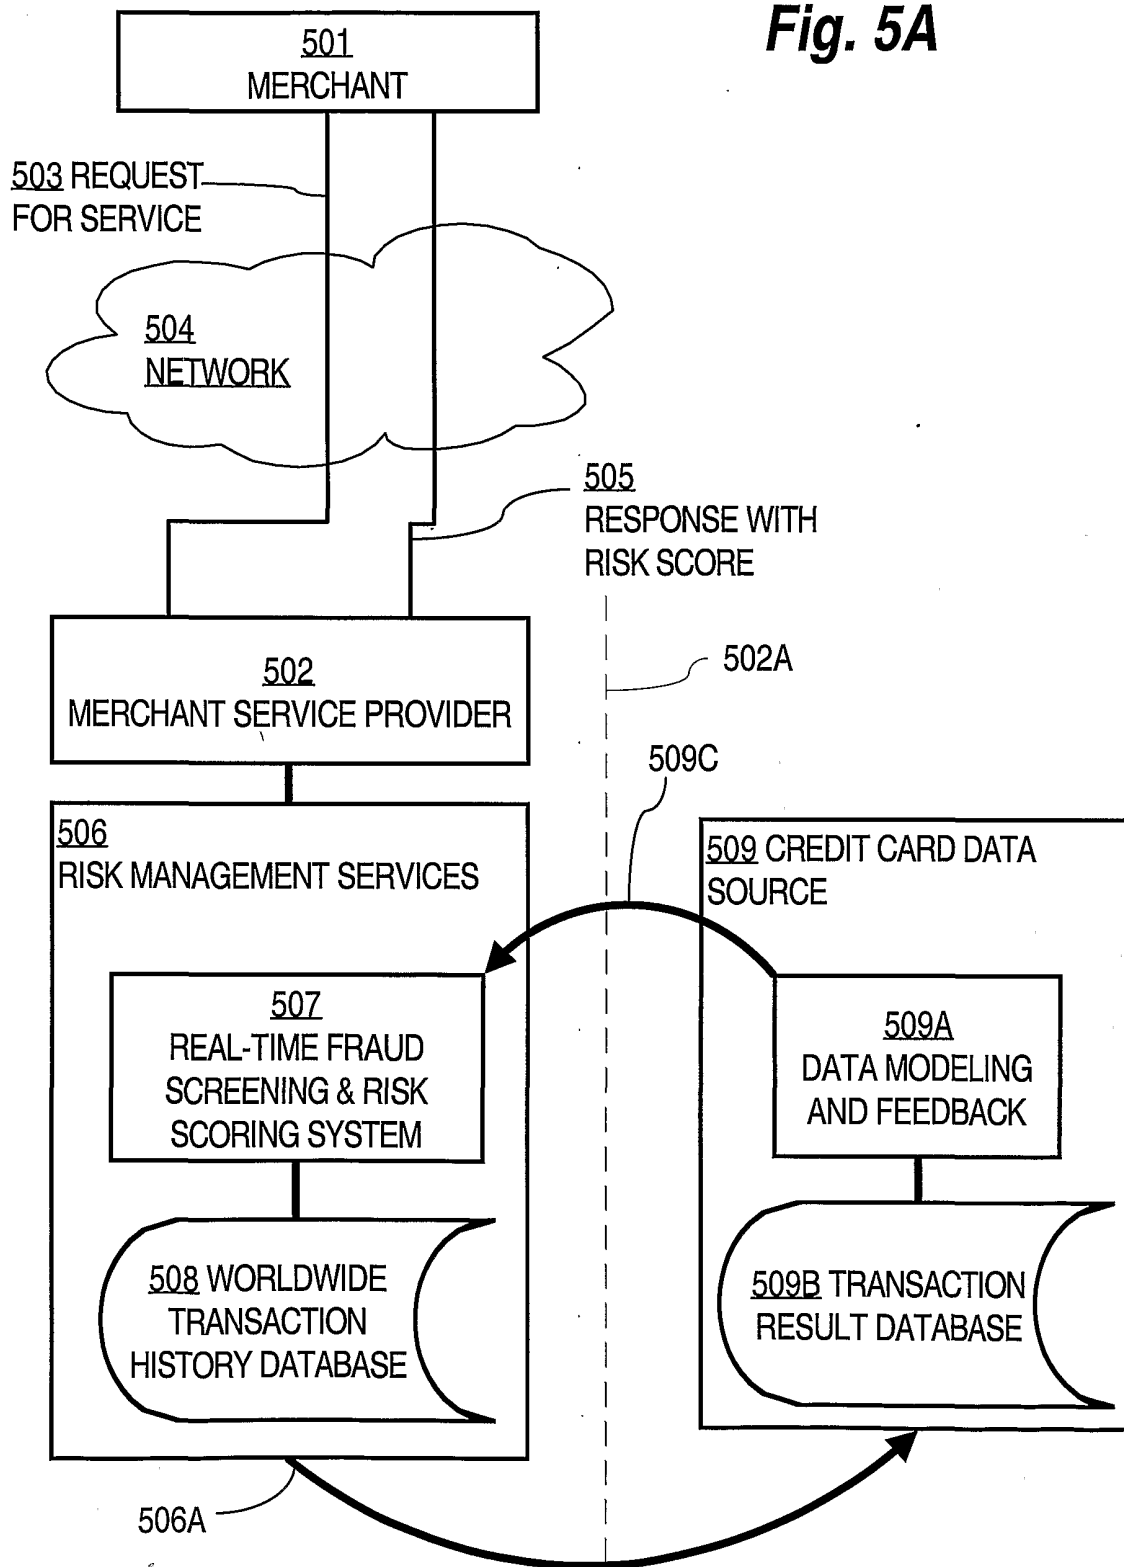 Fig. 5A
501
MERCHANT
503 REQUEST
FOR SERVICE
504
NETWORK
505
RESPONSE WITH
RISK SCORE
502
MERCHANT SERVICE PROVIDER
502A
509C
506
RISK MANAGEMENT SERVICES
509 CREDIT CARD DATA
SOURCE
507
REAL-TIME FRAUD
SCREENING & RISK
SCORING SYSTEM
509A
DATA MODELING
AND FEEDBACK
508 WORLDWIDE
TRANSACTION
HISTORY DATABASE
509B TRANSACTION
RESULT DATABASE
506A